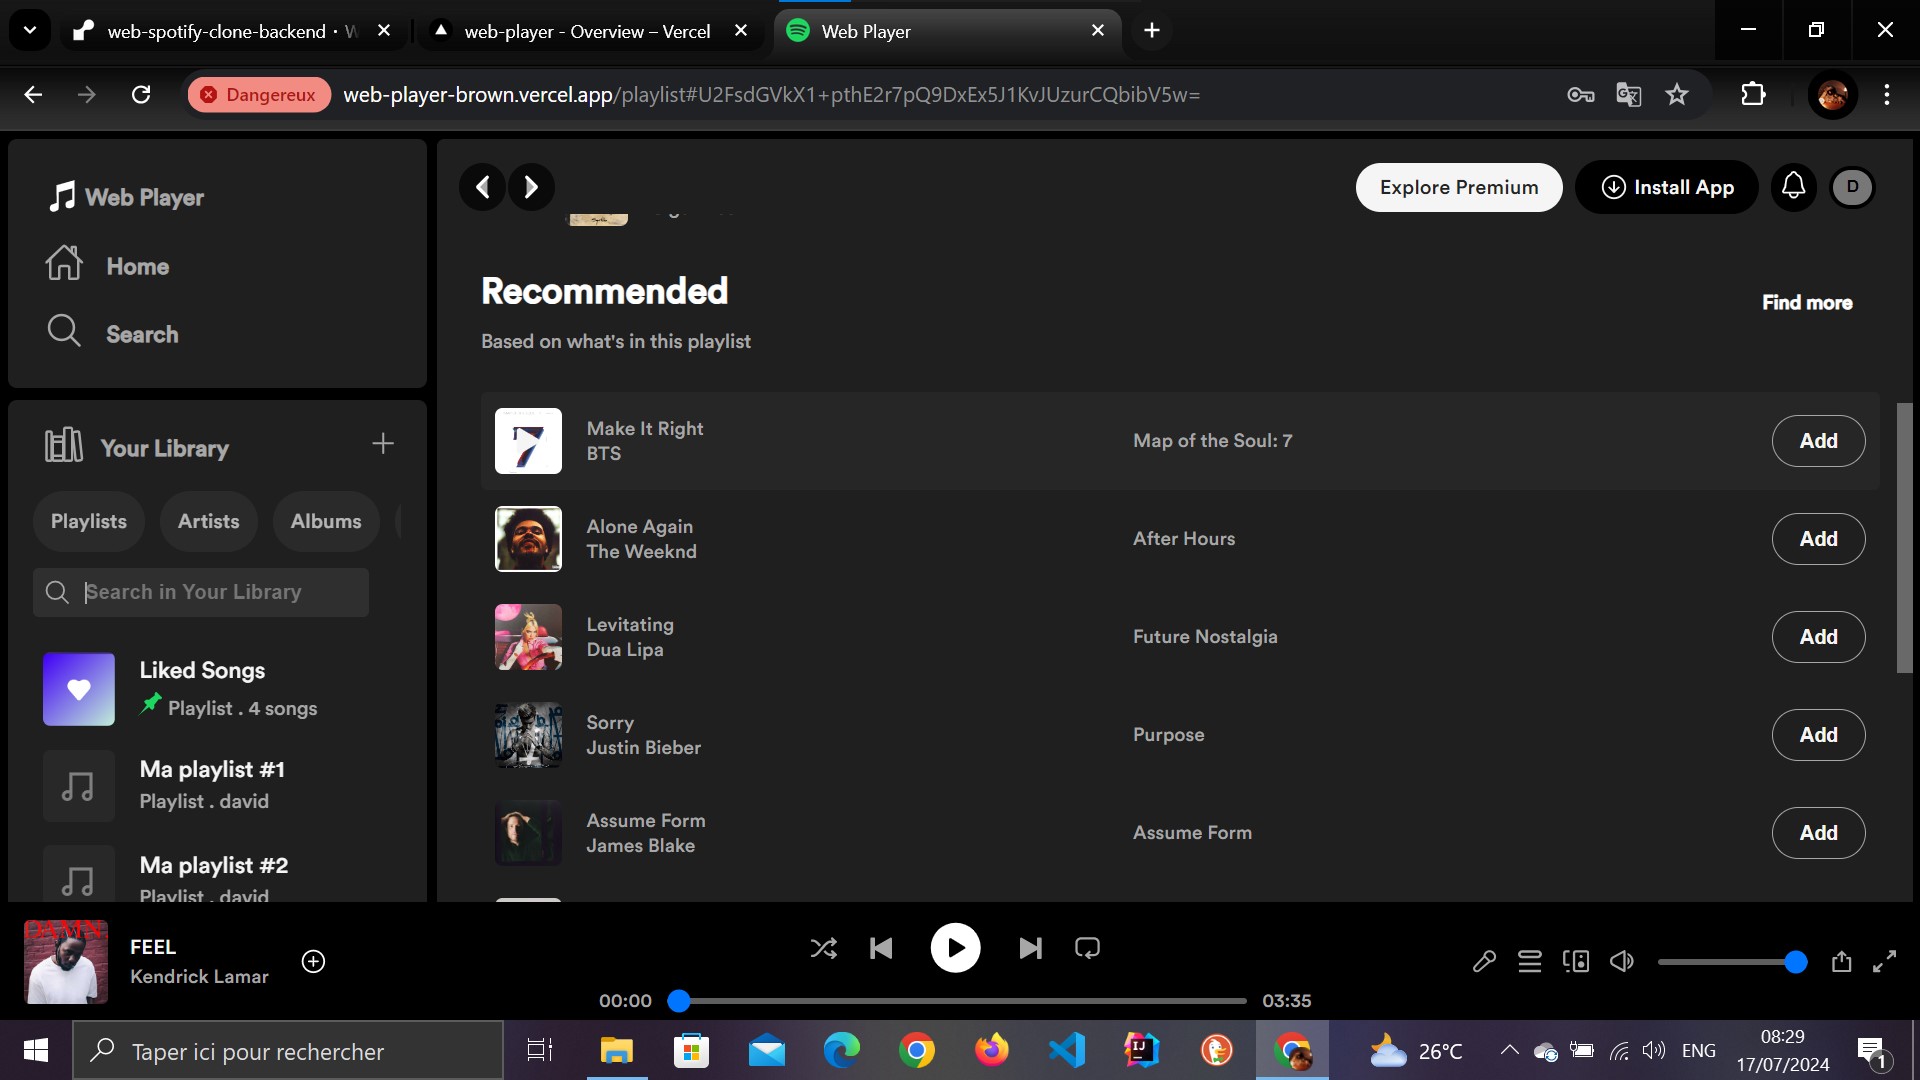 web-spotify-clone-backend · W
web-player - Overview – Vercel
Web Player
Dangereux
web-player-brown.vercel.app/playlist#U2FsdGVkX1+pthE2r7pQ9DxEx5J1KvJUzurCQbibV5w=
Web Player
Home
Search
Explore Premium
Install App
D
Recommended
Find more
Based on what's in this playlist
Make It Right
BTS
Map of the Soul: 7
Add
Alone Again
The Weeknd
After Hours
Add
Levitating
Dua Lipa
Future Nostalgia
Add
Sorry
Justin Bieber
Purpose
Add
Assume Form
James Blake
Assume Form
Add
Your Library
Playlists
Artists
Albums
Search in Your Library
Liked Songs
Playlist . 4 songs
Ma playlist #1
Playlist . david
Ma playlist #2
Playlist . david
DAMN.
FEEL
Kendrick Lamar
00:00
03:35
Taper ici pour rechercher
26°C
ENG
08:29
17/07/2024
1